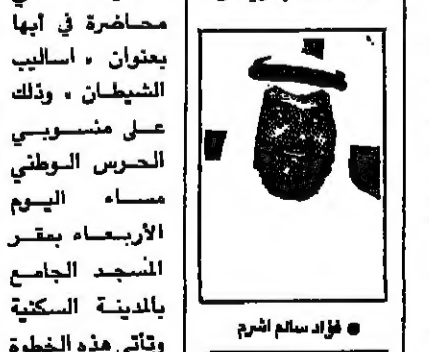 محاضرة في أبها
بعنوان « اساليب
الشيطان » وذلك
على منسوبي
الحرس الوطني
مساء اليوم
الأربعاء بمقر
المسجد الجامع
بالمدينة السكنية
وتأتي هذه الخطوة
● فؤاد سالم اشرم